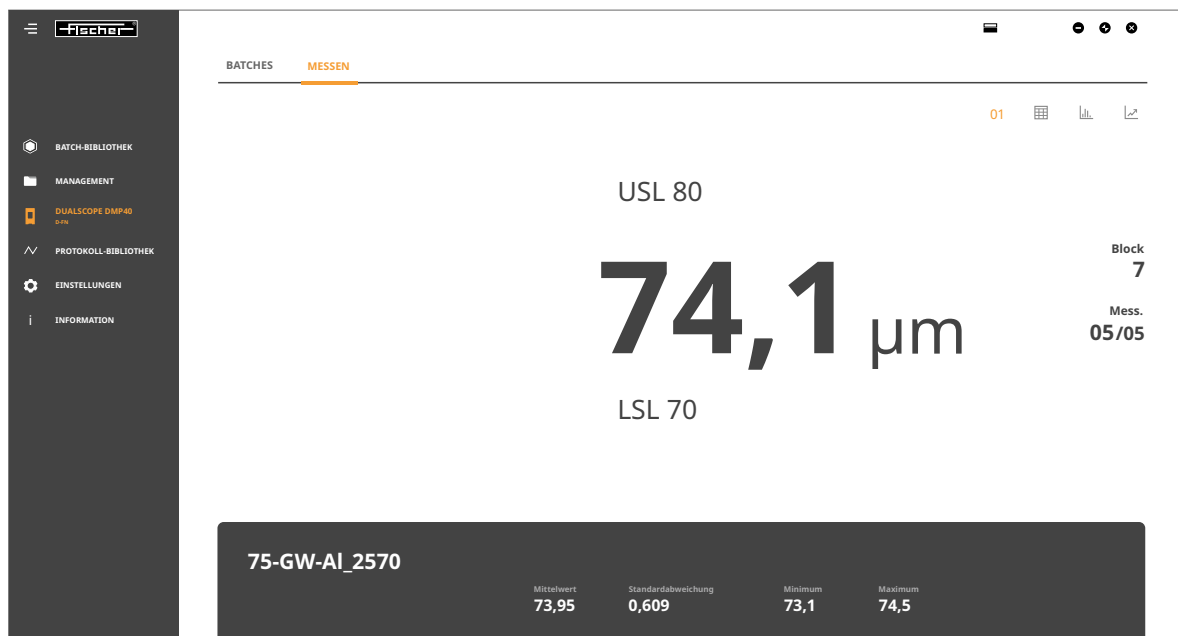 Fischer
BATCHES MESSEN
01
BATCH-BIBLIOTHEK
MANAGEMENT
DUALSCOPE DMP40
D-FN
PROTOKOLL-BIBLIOTHEK
EINSTELLUNGEN
INFORMATION
USL 80
74,1 µm
LSL 70
Block
7
Mess.
05/05
75-GW-Al_2570
Mittelwert Standardabweichung Minimum Maximum
73,95 0,609 73,1 74,5